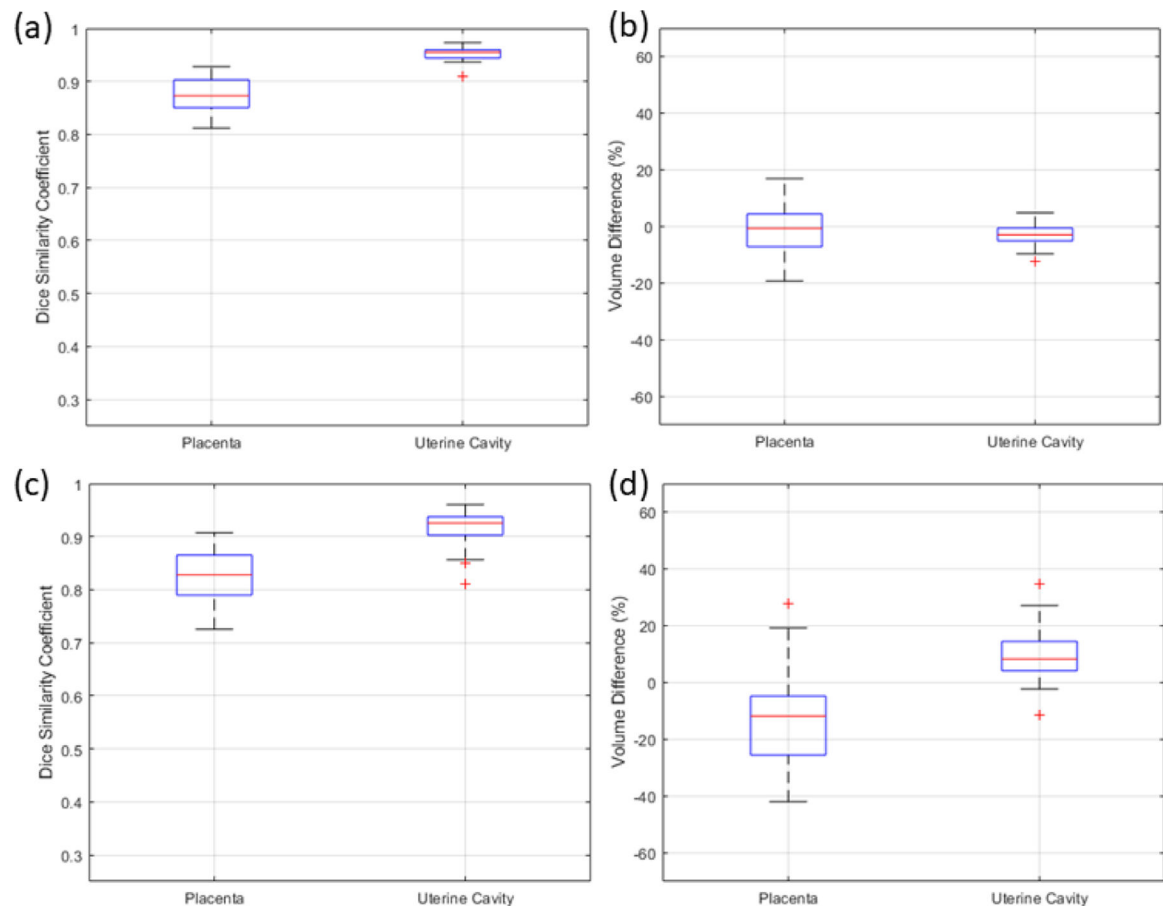 (a)
Dice Similarity Coefficient
1
0.9
0.8
0.7
0.6
0.5
0.4
0.3
Placenta
Uterine Cavity
(b)
Volume Difference (%)
60
40
20
0
-20
-40
-60
Placenta
Uterine Cavity
(c)
Dice Similarity Coefficient
1
0.9
0.8
0.7
0.6
0.5
0.4
0.3
Placenta
Uterine Cavity
(d)
Volume Difference (%)
60
40
20
0
-20
-40
-60
Placenta
Uterine Cavity